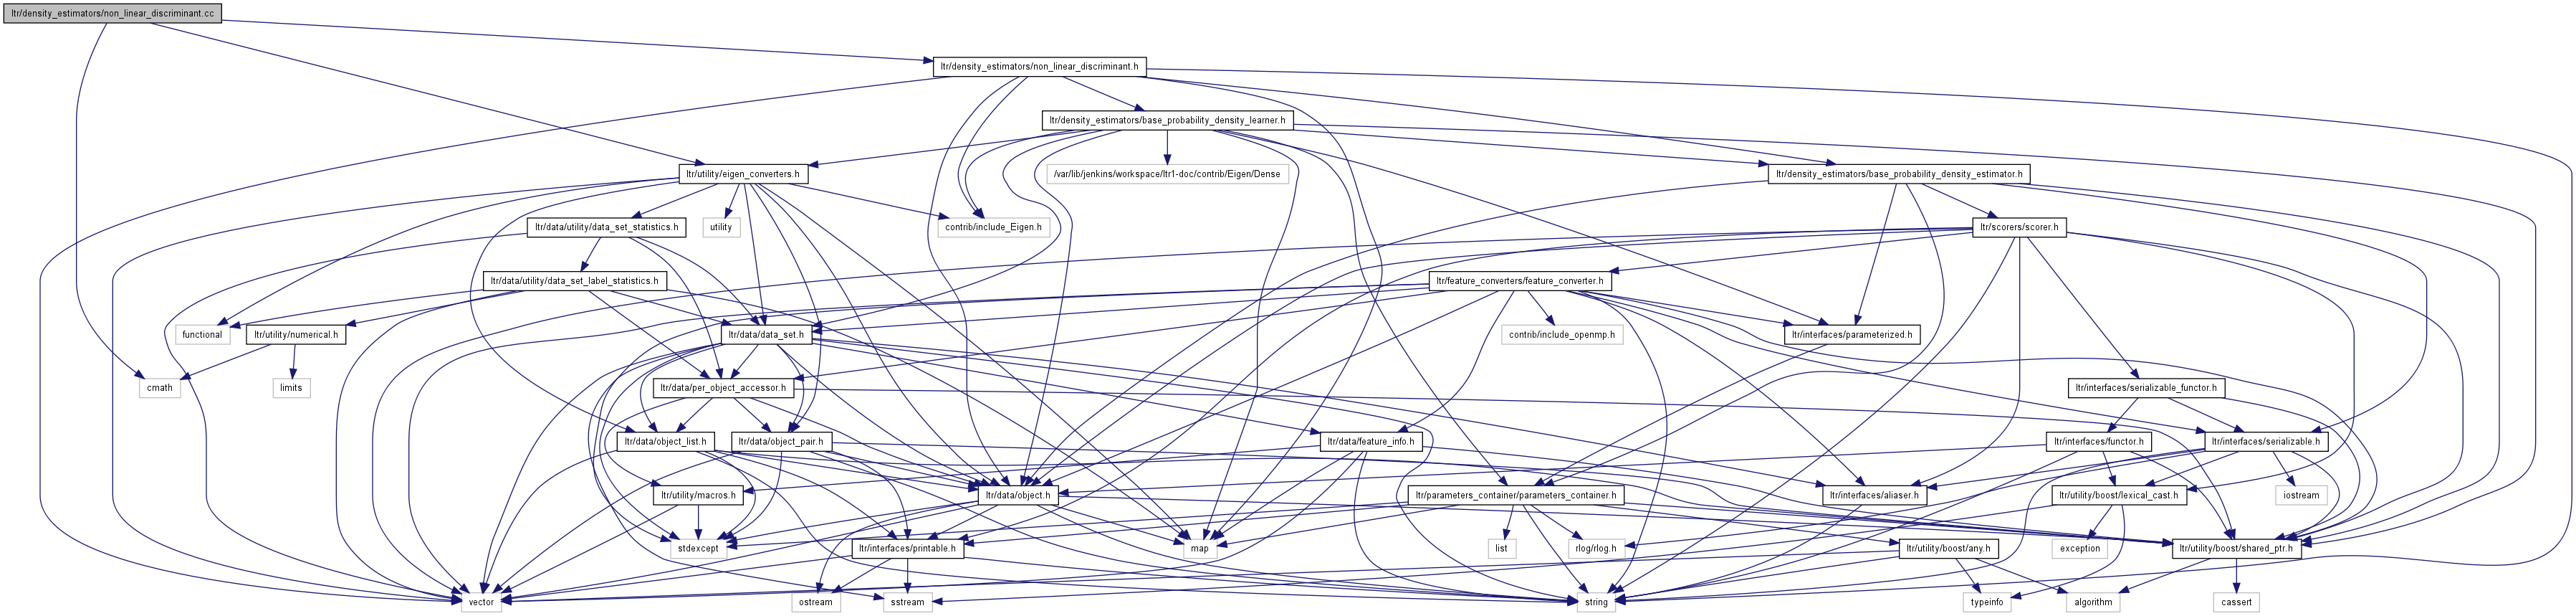 ltr/density_estimators/non_linear_discriminant.cc
ltr/density_estimators/non_linear_discriminant.h
ltr/density_estimators/base_probability_density_learner.h
ltr/utility/eigen_converters.h
/var/lib/jenkins/workspace/ltr1-doc/contrib/Eigen/Dense
ltr/density_estimators/base_probability_density_estimator.h
ltr/data/utility/data_set_statistics.h
utility
contrib/include_Eigen.h
ltr/scorers/scorer.h
ltr/data/utility/data_set_label_statistics.h
ltr/feature_converters/feature_converter.h
functional
ltr/utility/numerical.h
ltr/data/data_set.h
contrib/include_openmp.h
ltr/interfaces/parameterized.h
cmath
limits
ltr/data/per_object_accessor.h
ltr/interfaces/serializable_functor.h
ltr/data/object_list.h
ltr/data/object_pair.h
ltr/data/feature_info.h
ltr/interfaces/functor.h
ltr/interfaces/serializable.h
ltr/utility/macros.h
ltr/data/object.h
ltr/parameters_container/parameters_container.h
ltr/interfaces/aliaser.h
ltr/utility/boost/lexical_cast.h
iostream
stdexcept
ltr/interfaces/printable.h
map
list
rlog/rlog.h
ltr/utility/boost/any.h
exception
ltr/utility/boost/shared_ptr.h
vector
ostream
sstream
string
typeinfo
algorithm
cassert